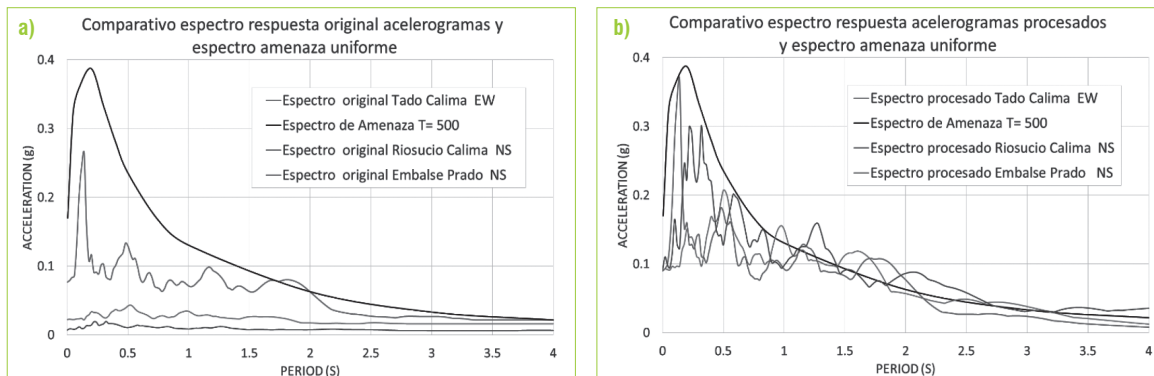 a)
Comparativo espectro respuesta original acelerogramas y
espectro amenaza uniforme
0.4
0.3
0.2
0.1
0
ACCELERATION (g)
Espectro original Tado Calima EW
Espectro de Amenaza T= 500
Espectro original Riosucio Calima NS
Espectro original Embalse Prado NS
0 0.5 1 1.5 2 2.5 3 3.5 4
PERIOD (S)
b)
Comparativo espectro respuesta acelerogramas procesados
y espectro amenaza uniforme
0.4
0.3
0.2
0.1
0
ACCELERATION (g)
Espectro procesado Tado Calima EW
Espectro de Amenaza T= 500
Espectro procesado Riosucio Calima NS
Espectro procesado Embalse Prado NS
0 0.5 1 1.5 2 2.5 3 3.5 4
PERIOD (S)